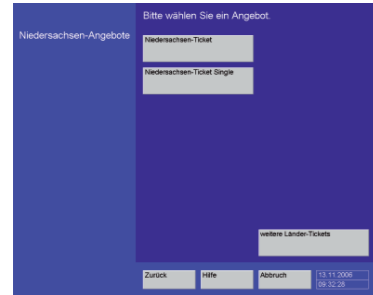 Bitte wählen Sie ein Angebot.
Niedersachsen-Angebote
Niedersachsen-Ticket
Niedersachsen-Ticket Single
weitere Länder-Tickets
Zurück
Hilfe
Abbruch
13.11.2006
09:32:28